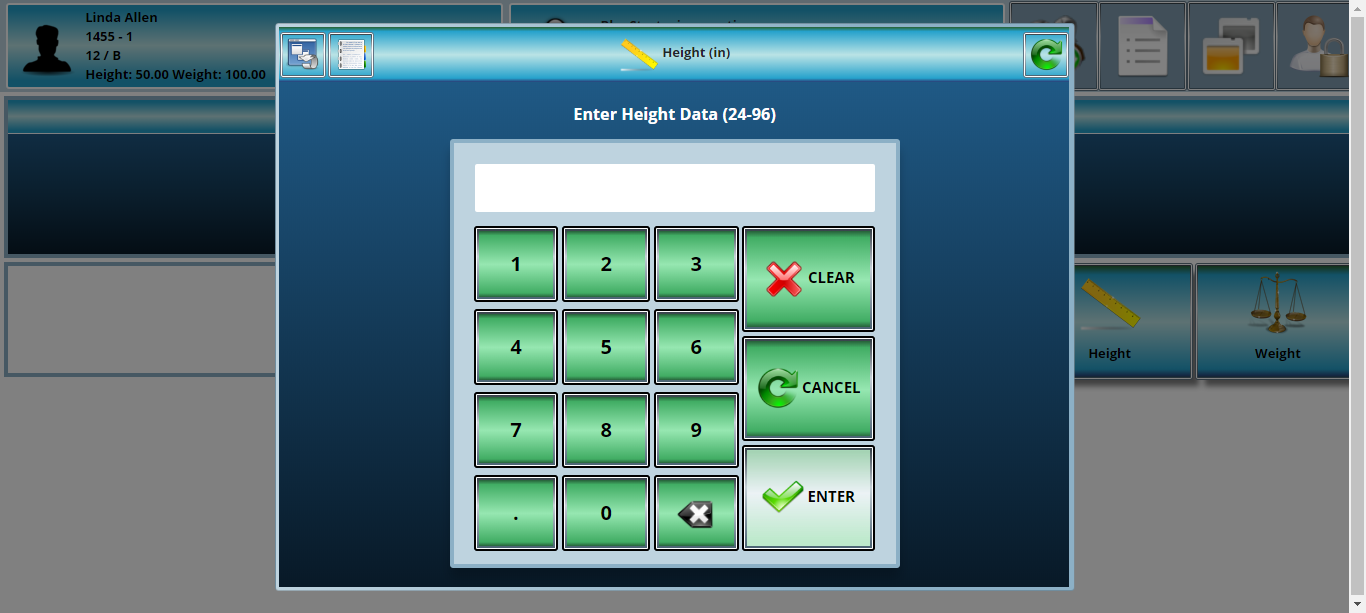 Linda Allen
1455 - 1
12 / B
Height: 50.00 Weight: 100.00
Height (in)
Enter Height Data (24-96)
1 2 3
CLEAR
4 5 6
CANCEL
7 8 9
ENTER
. 0
Height
Weight